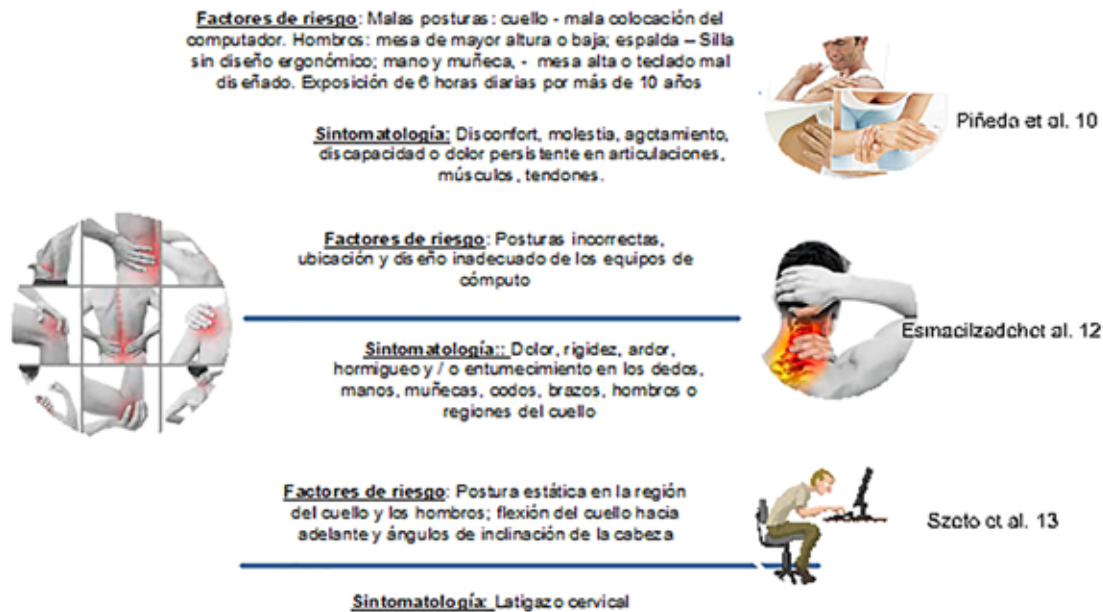 Factores de riesgo: Malas posturas: cuello - mala colocación del
computador. Hombros: mesa de mayor altura o baja; espalda – Silla
sin diseño ergonómico; mano y muñeca, - mesa alta o teclado mal
diseñado. Exposición de 6 horas diarias por más de 10 años
Sintomatología: Disconfort, molestia, agotamiento,
discapacidad o dolor persistente en articulaciones,
músculos, tendones.
Piñeda et al. 10
Factores de riesgo: Posturas incorrectas,
ubicación y diseño inadecuado de los equipos de
cómputo
Sintomatología:: Dolor, rigidez, ardor,
hormigueo y / o entumecimiento en los dedos,
manos, muñecas, codos, brazos, hombros o
regiones del cuello
Esmaeilzadehet al. 12
Factores de riesgo: Postura estática en la región
del cuello y los hombros; flexión del cuello hacia
adelante y ángulos de inclinación de la cabeza
Szeto et al. 13
Sintomatología: Latigazo cervical